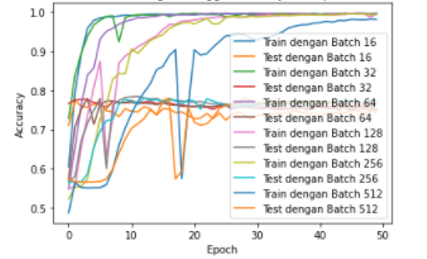 1.0
0.9
0.8
0.7
0.6
0.5
Accuracy
Train dengan Batch 16
Test dengan Batch 16
Train dengan Batch 32
Test dengan Batch 32
Train dengan Batch 64
Test dengan Batch 64
Train dengan Batch 128
Test dengan Batch 128
Train dengan Batch 256
Test dengan Batch 256
Train dengan Batch 512
Test dengan Batch 512
0 10 20 30 40 50
Epoch